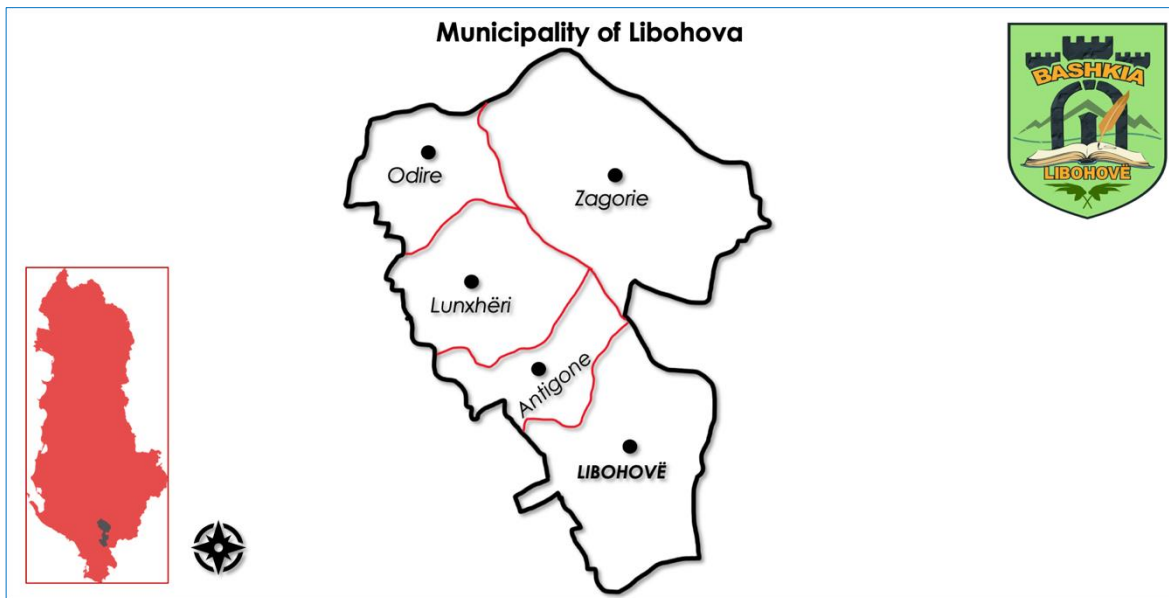 Municipality of Libohova
BASHKIA
LIBOHOVË
Odire
Zagorie
Lunxhëri
Antigone
LIBOHOVË